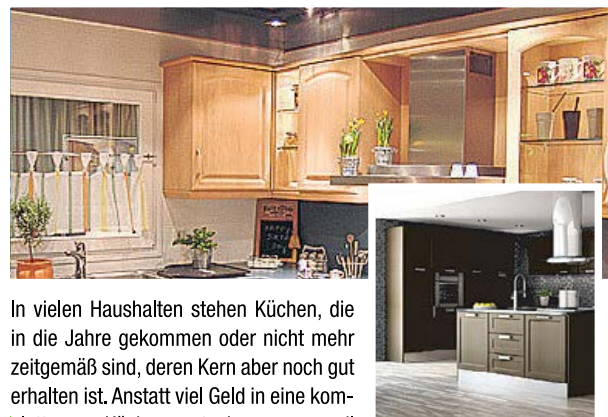 In vielen Haushalten stehen Küchen, die
in die Jahre gekommen oder nicht mehr
zeitgemäß sind, deren Kern aber noch gut
erhalten ist. Anstatt viel Geld in eine kom-